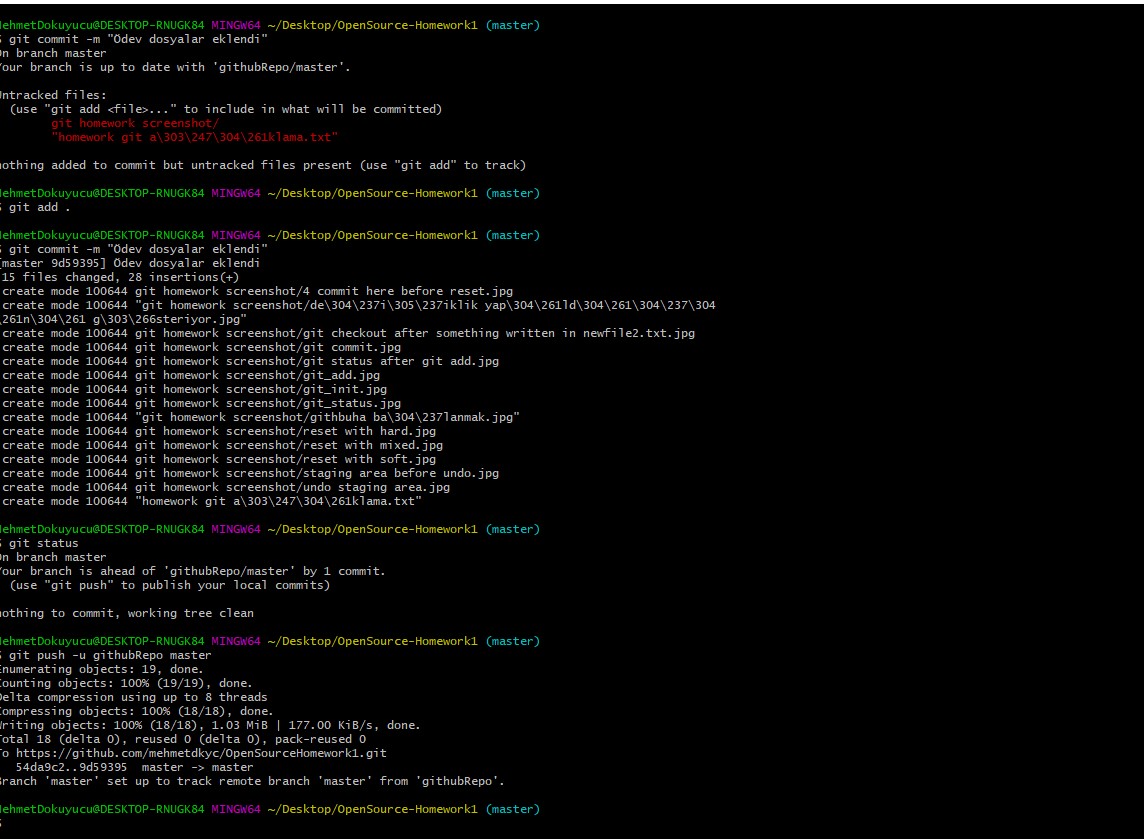 ehmetDokuyucu@DESKTOP-RNUGK84 MINGW64 ~/Desktop/OpenSource-Homework1 (master)
$ git commit -m "Odev dosyalar eklendi"
On branch master
Your branch is up to date with 'githubRepo/master'.
Untracked files:
(use "git add <file>..." to include in what will be committed)
git homework screenshot/
"homework git a\303\247\304\261klama.txt"
nothing added to commit but untracked files present (use "git add" to track)
ehmetDokuyucu@DESKTOP-RNUGK84 MINGW64 ~/Desktop/OpenSource-Homework1 (master)
$ git add .
ehmetDokuyucu@DESKTOP-RNUGK84 MINGW64 ~/Desktop/OpenSource-Homework1 (master)
$ git commit -m "Odev dosyalar eklendi"
[master 9d59395] Odev dosyalar eklendi
15 files changed, 28 insertions(+)
create mode 100644 git homework screenshot/4 commit here before reset.jpg
create mode 100644 "git homework screenshot/de\304\237i\305\237iklik yap\304\261ld\304\261\304\237\304
\261n\304\261 g\303\266steriyor.jpg"
create mode 100644 git homework screenshot/git checkout after something written in newfile2.txt.jpg
create mode 100644 git homework screenshot/git commit.jpg
create mode 100644 git homework screenshot/git status after git add.jpg
create mode 100644 git homework screenshot/git_add.jpg
create mode 100644 git homework screenshot/git_init.jpg
create mode 100644 git homework screenshot/git_status.jpg
create mode 100644 "git homework screenshot/githbuha ba\304\237lanmak.jpg"
create mode 100644 git homework screenshot/reset with hard.jpg
create mode 100644 git homework screenshot/reset with mixed.jpg
create mode 100644 git homework screenshot/reset with soft.jpg
create mode 100644 git homework screenshot/staging area before undo.jpg
create mode 100644 git homework screenshot/undo staging area.jpg
create mode 100644 "homework git a\303\247\304\261klama.txt"
ehmetDokuyucu@DESKTOP-RNUGK84 MINGW64 ~/Desktop/OpenSource-Homework1 (master)
$ git status
On branch master
Your branch is ahead of 'githubRepo/master' by 1 commit.
(use "git push" to publish your local commits)
nothing to commit, working tree clean
ehmetDokuyucu@DESKTOP-RNUGK84 MINGW64 ~/Desktop/OpenSource-Homework1 (master)
$ git push -u githubRepo master
Enumerating objects: 19, done.
Counting objects: 100% (19/19), done.
Delta compression using up to 8 threads
Compressing objects: 100% (18/18), done.
Writing objects: 100% (18/18), 1.03 MiB | 177.00 KiB/s, done.
Total 18 (delta 0), reused 0 (delta 0), pack-reused 0
To https://github.com/mehmetdkyc/OpenSourceHomework1.git
54da9c2..9d59395 master -> master
Branch 'master' set up to track remote branch 'master' from 'githubRepo'.
ehmetDokuyucu@DESKTOP-RNUGK84 MINGW64 ~/Desktop/OpenSource-Homework1 (master)
$